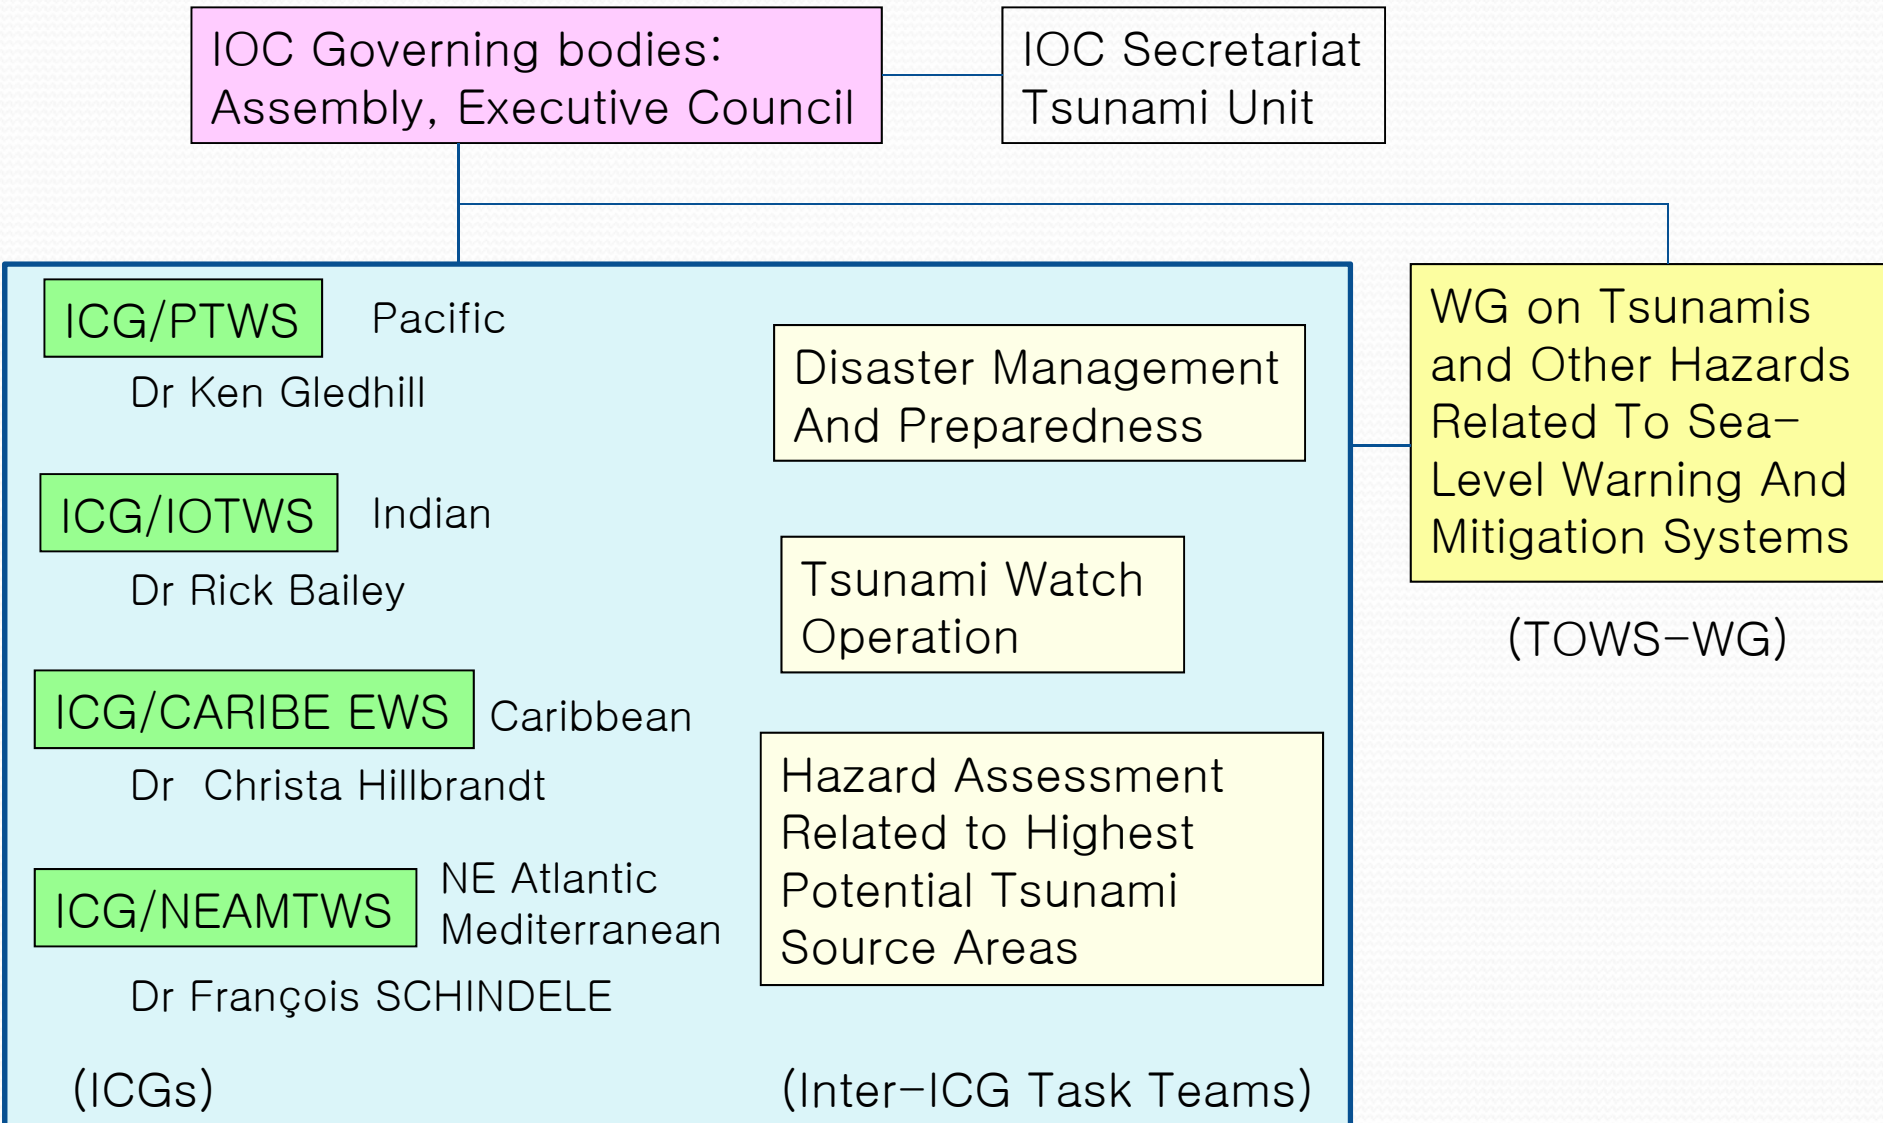 IOC Governing bodies:
Assembly, Executive Council
IOC Secretariat
Tsunami Unit
ICG/PTWS
Pacific
Dr Ken Gledhill
ICG/IOTWS
Indian
Dr Rick Bailey
ICG/CARIBE EWS
Caribbean
Dr Christa Hillbrandt
ICG/NEAMTWS
NE Atlantic
Mediterranean
Dr François SCHINDELE
(ICGs)
Disaster Management
And Preparedness
Tsunami Watch
Operation
Hazard Assessment
Related to Highest
Potential Tsunami
Source Areas
(Inter-ICG Task Teams)
WG on Tsunamis
and Other Hazards
Related To Sea-
Level Warning And
Mitigation Systems
(TOWS-WG)